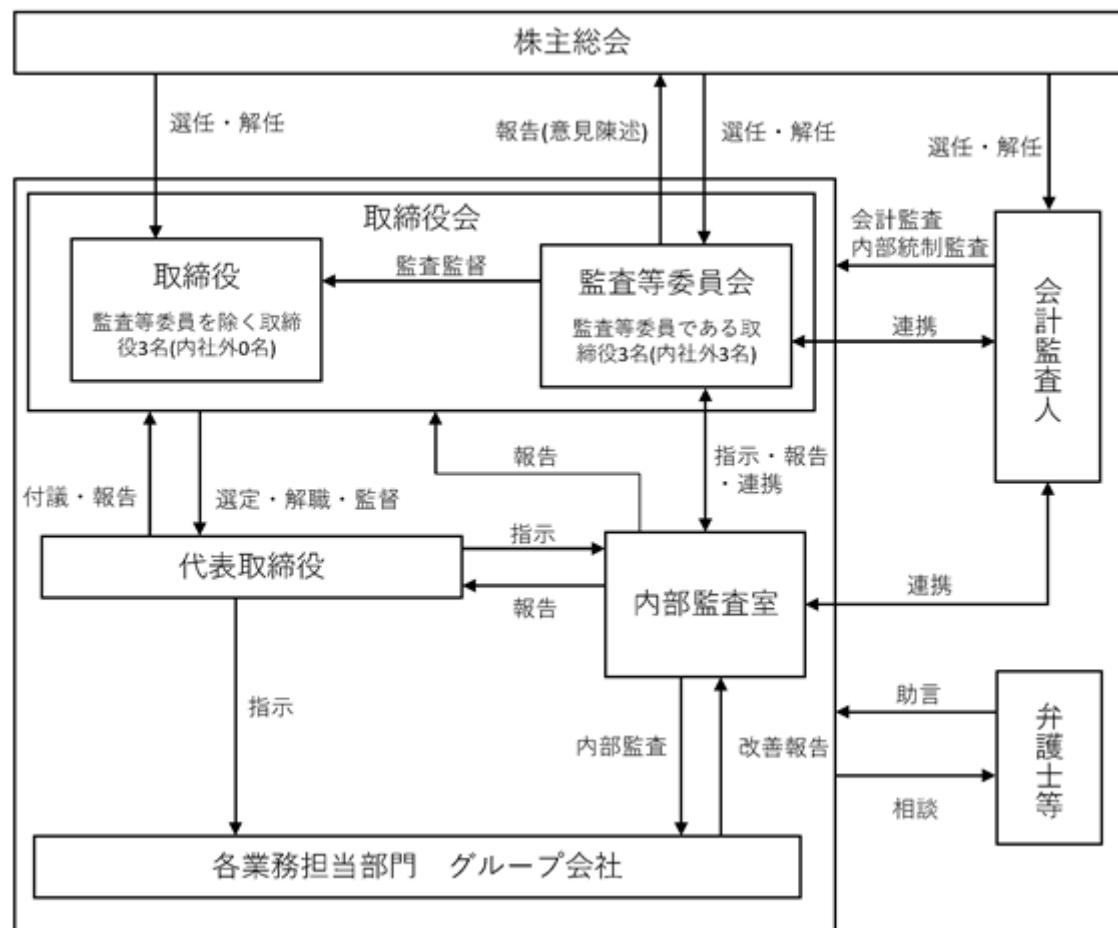 株主総会
選任・解任
報告(意見陳述)
選任・解任
選任・解任
取締役会
取締役
監査等委員を除く取締
役3名(内社外0名)
監査監督
監査等委員会
監査等委員である取
締役3名(内社外3名)
会計監査
内部統制監査
連携
会計監査人
付議・報告
選定・解職・監督
報告
指示・報告
・連携
代表取締役
指示
報告
内部監査室
連携
指示
内部監査
改善報告
助言
相談
弁護士等
各業務担当部門　グループ会社